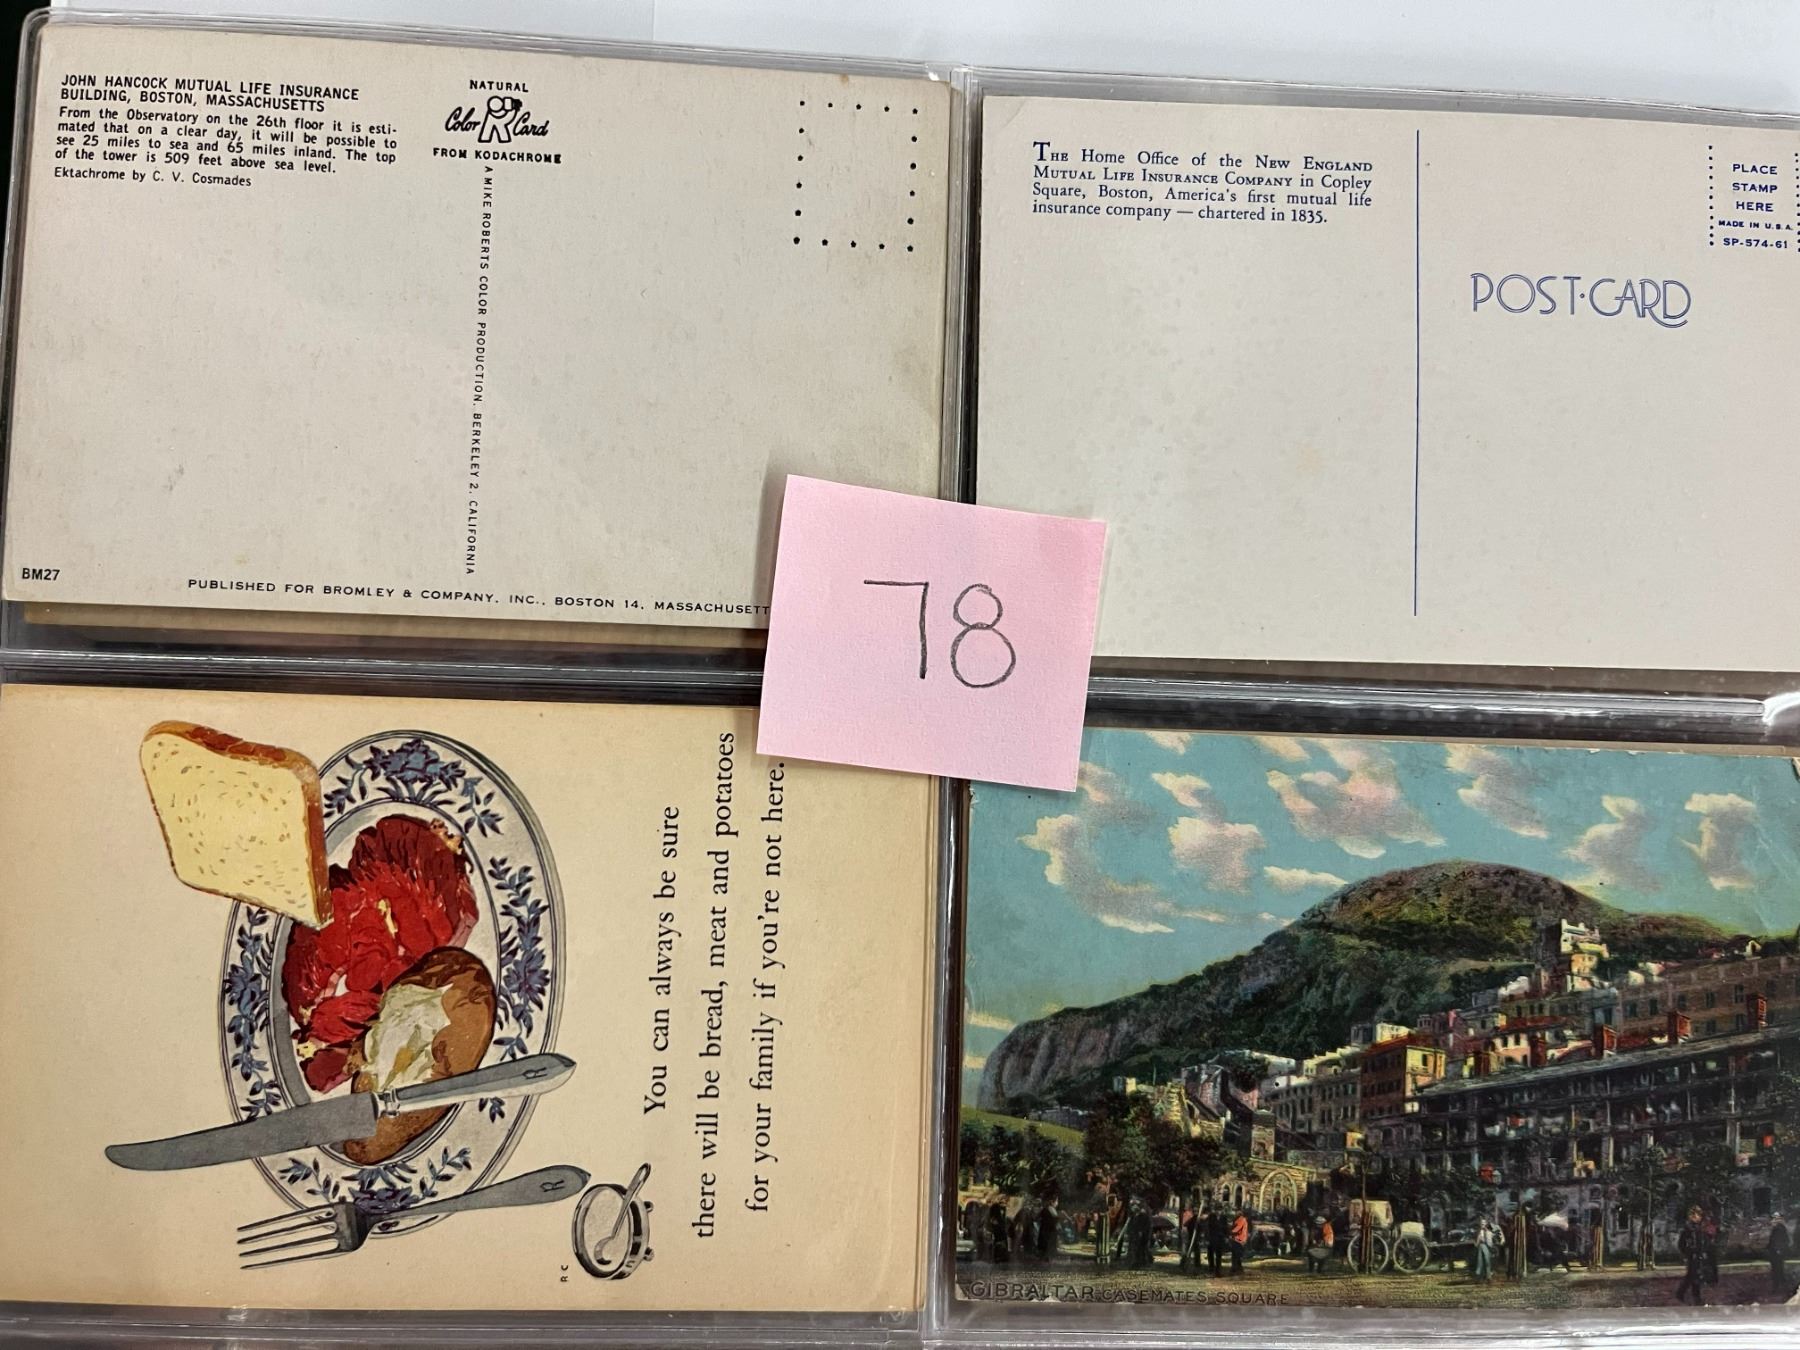 JOHN HANCOCK MUTUAL LIFE INSURANCE
BUILDING, BOSTON, MASSACHUSETTS
From the Observatory on the 26th floor it is esti-
mated that on a clear day, it will be possible to
see 25 miles to sea and 65 miles inland. The top
of the tower is 509 feet above sea level.
Ektachrome by C. V. Cosmades
NATURAL
Color Card
FROM KODACHROME
A MIKE ROBERTS COLOR PRODUCTION. BERKELEY 2. CALIFORNIA
BM27
PUBLISHED FOR BROMLEY & COMPANY, INC., BOSTON 14, MASSACHUSETT
THE Home Office of the NEW ENGLAND
MUTUAL LIFE INSURANCE COMPANY in Copley
Square, Boston, America's first mutual life
insurance company — chartered in 1835.
PLACE
STAMP
HERE
MADE IN U.S.A.
SP-574-61
POST·CARD
78
You can always be sure
there will be bread, meat and potatoes
for your family if you're not here.
R
R
RC
GIBRALTAR-CASEMATES SQUARE